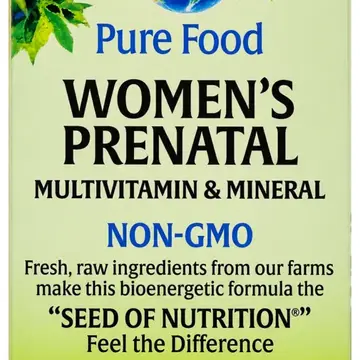 Pure Food
WOMEN'S
PRENATAL
MULTIVITAMIN & MINERAL
NON-GMO
Fresh, raw ingredients from our farms
make this bioenergetic formula the
“SEED OF NUTRITION®”
Feel the Difference